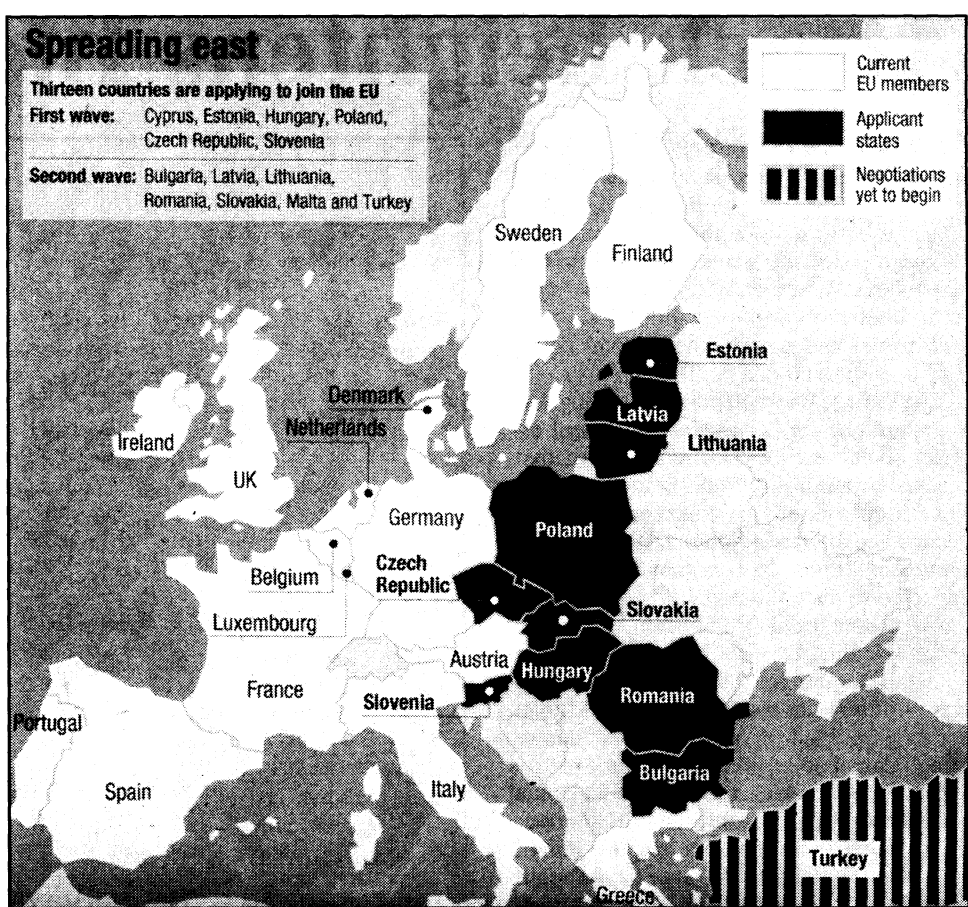 Spreading east
Thirteen countries are applying to join the EU
First wave: Cyprus, Estonia, Hungary, Poland,
Czech Republic, Slovenia
Second wave: Bulgaria, Latvia, Lithuania,
Romania, Slovakia, Malta and Turkey
Current
EU members
Applicant
states
Negotiations
yet to begin
Sweden
Finland
Estonia
Denmark
Latvia
Netherlands
Lithuania
Ireland
UK
Germany
Poland
Czech
Republic
Belgium
Slovakia
Luxembourg
Austria
Hungary
France
Slovenia
Romania
Portugal
Bulgaria
Spain
Italy
Turkey
Greece